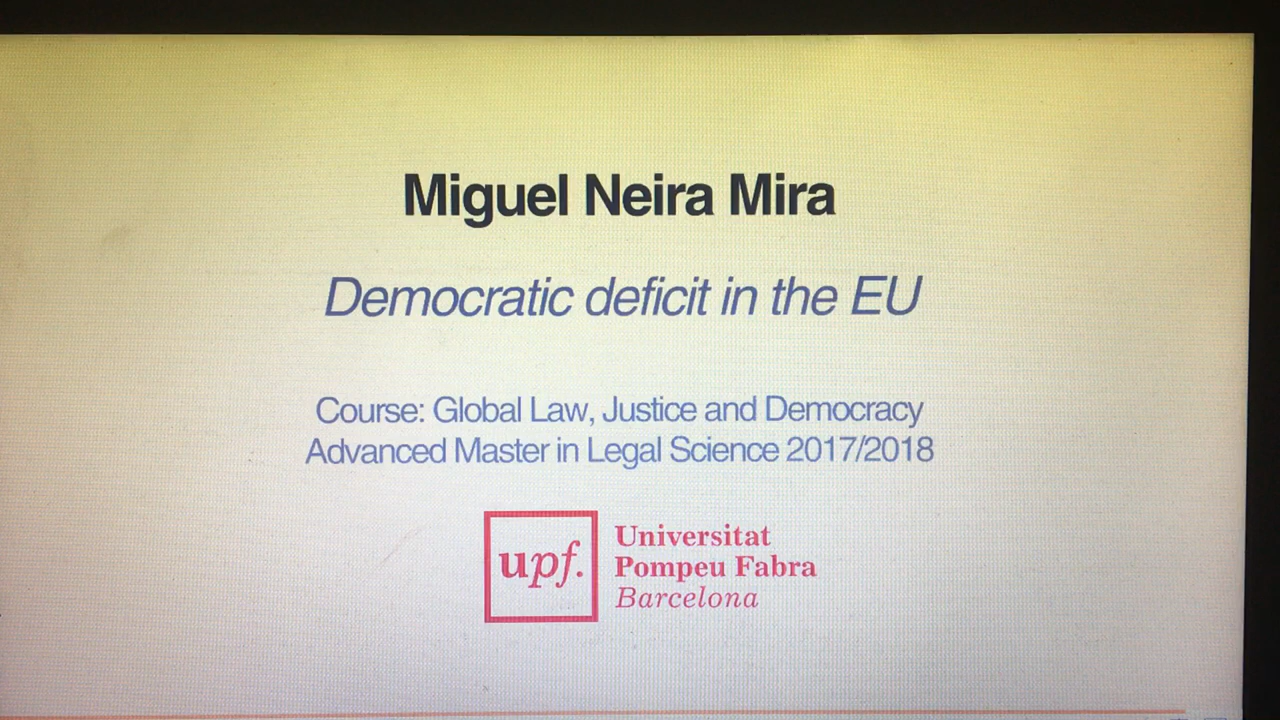 Miguel Neira Mira
Democratic deficit in the EU
Course: Global Law, Justice and Democracy
Advanced Master in Legal Science 2017/2018
upf.
Universitat
Pompeu Fabra
Barcelona